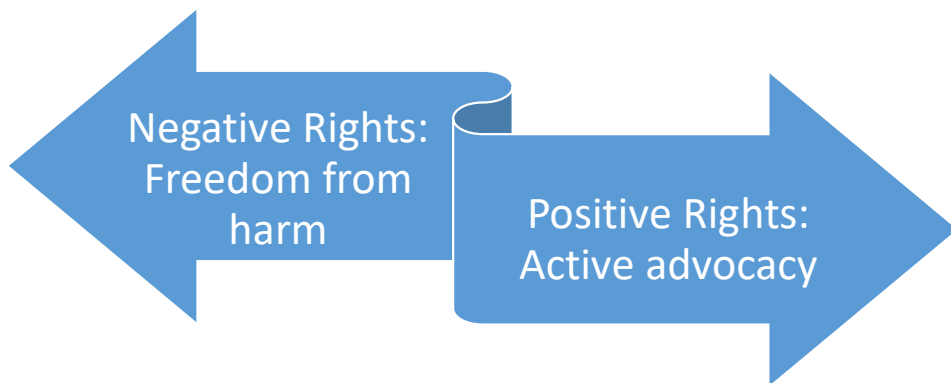 Negative Rights:
Freedom from
harm
Positive Rights:
Active advocacy